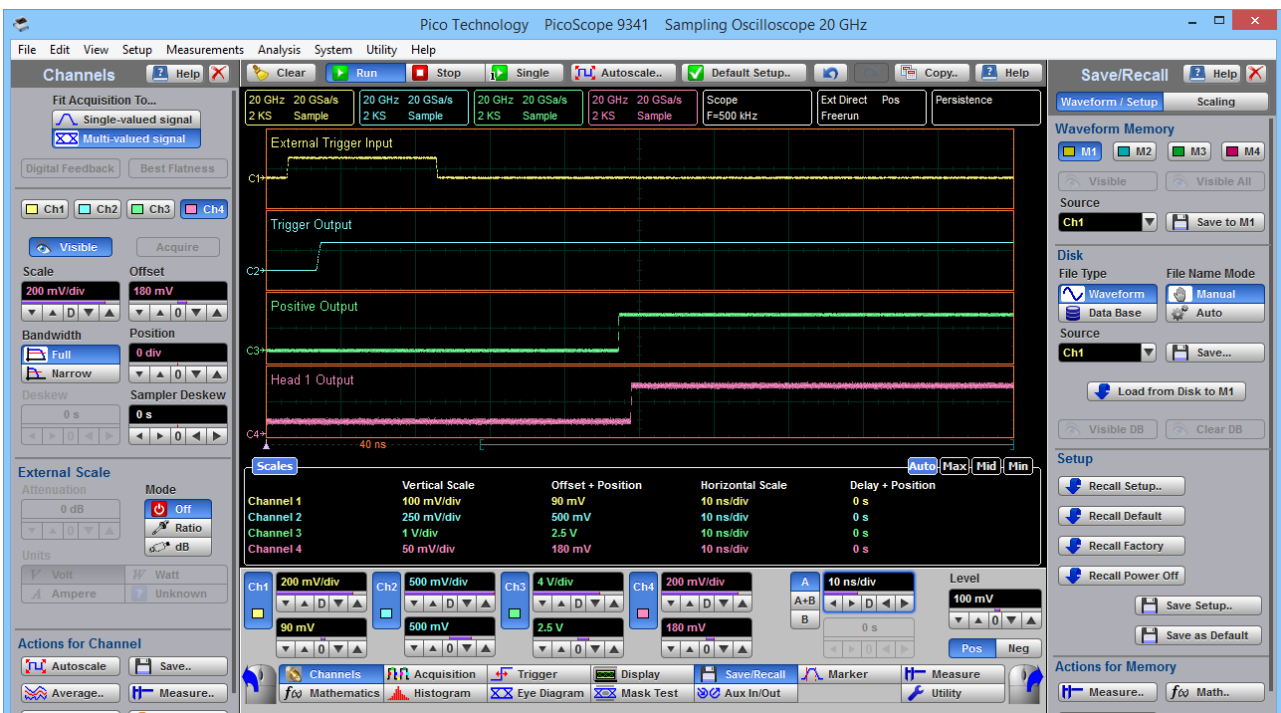 Pico Technology PicoScope 9341 Sampling Oscilloscope 20 GHz
File Edit View Setup Measurements Analysis System Utility Help
Channels Help
Fit Acquisition To...
Single-valued signal
Multi-valued signal
Digital Feedback Best Flatness
Ch1 Ch2 Ch3 Ch4
Visible Acquire
Scale Offset
200 mV/div 180 mV
D 0
Bandwidth Position
Full 0 div
Narrow 0
Deskew Sampler Deskew
0 s 0 s
0 0
External Scale
Attenuation Mode
0 dB Off
D Ratio
dB
Units
V Volt W Watt
A Ampere ? Unknown
Actions for Channel
Autoscale Save..
Average.. Measure..
Clear Run Stop Single Autoscale.. Default Setup.. Copy.. Help
20 GHz 20 GSa/s 20 GHz 20 GSa/s 20 GHz 20 GSa/s 20 GHz 20 GSa/s Scope Ext Direct Pos Persistence
2 KS Sample 2 KS Sample 2 KS Sample 2 KS Sample F=500 kHz Freerun
External Trigger Input
C1
Trigger Output
C2
Positive Output
C3
Head 1 Output
C4
40 ns
Scales Auto Max Mid Min
Vertical Scale Offset + Position Horizontal Scale Delay + Position
Channel 1 100 mV/div 90 mV 10 ns/div 0 s
Channel 2 250 mV/div 500 mV 10 ns/div 0 s
Channel 3 1 V/div 2.5 V 10 ns/div 0 s
Channel 4 50 mV/div 180 mV 10 ns/div 0 s
Ch1 200 mV/div Ch2 500 mV/div Ch3 4 V/div Ch4 200 mV/div A 10 ns/div Level
D D D D A+B D 100 mV
90 mV 500 mV 2.5 V 180 mV B 0 s 0
0 0 0 0 0 Pos Neg
Channels Acquisition Trigger Display Save/Recall Marker Measure
f(x) Mathematics Histogram Eye Diagram Mask Test Aux In/Out Utility
Save/Recall Help
Waveform / Setup Scaling
Waveform Memory
M1 M2 M3 M4
Visible Visible All
Source
Ch1 Save to M1
Disk
File Type File Name Mode
Waveform Manual
Data Base Auto
Source
Ch1 Save...
Load from Disk to M1
Visible DB Clear DB
Setup
Recall Setup..
Recall Default
Recall Factory
Recall Power Off
Save Setup..
Save as Default
Actions for Memory
Measure.. f(x) Math..